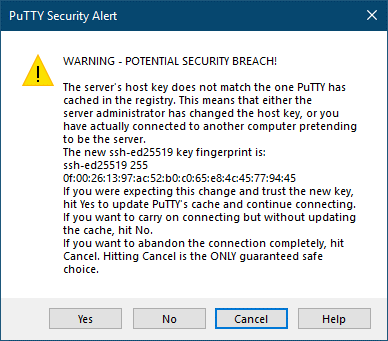 PuTTY Security Alert
WARNING - POTENTIAL SECURITY BREACH!
The server's host key does not match the one PuTTY has
cached in the registry. This means that either the
server administrator has changed the host key, or you
have actually connected to another computer pretending
to be the server.
The new ssh-ed25519 key fingerprint is:
ssh-ed25519 255
0f:00:26:13:97:ac:52:b0:c0:65:e8:4c:45:77:94:45
If you were expecting this change and trust the new key,
hit Yes to update PuTTY's cache and continue connecting.
If you want to carry on connecting but without updating
the cache, hit No.
If you want to abandon the connection completely, hit
Cancel. Hitting Cancel is the ONLY guaranteed safe
choice.
Yes No Cancel Help